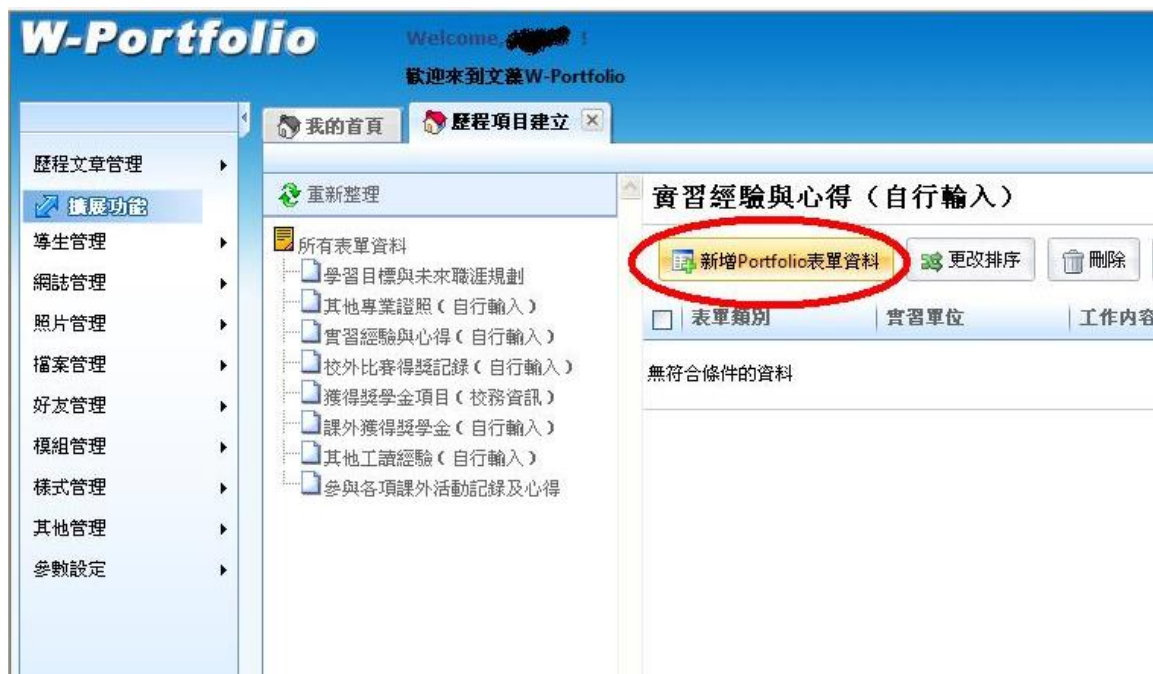 W-Portfolio
Welcome, !
歡迎來到文藻W-Portfolio
我的首頁
歷程項目建立
歷程文章管理
擴展功能
導生管理
網誌管理
照片管理
檔案管理
好友管理
模組管理
樣式管理
其他管理
參數設定
重新整理
所有表單資料
學習目標與未來職涯規劃
其他專業證照(自行輸入)
實習經驗與心得(自行輸入)
校外比賽得獎記錄(自行輸入)
獲得獎學金項目(校務資訊)
課外獲得獎學金(自行輸入)
其他工讀經驗(自行輸入)
參與各項課外活動記錄及心得
實習經驗與心得(自行輸入)
新增Portfolio表單資料 更改排序 刪除
表單類別 實習單位 工作內容
無符合條件的資料